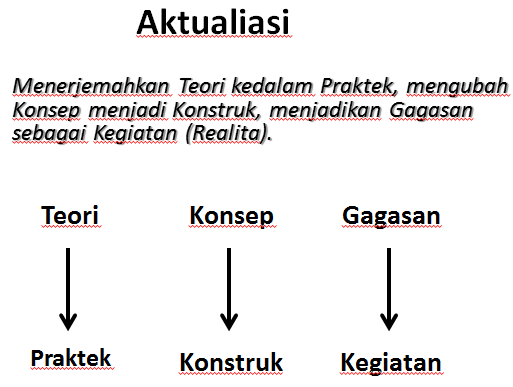 Aktualiasi
Menerjemahkan Teori kedalam Praktek, mengubah
Konsep menjadi Konstruk, menjadikan Gagasan
sebagai Kegiatan (Realita).
Teori Konsep Gagasan
Praktek Konstruk Kegiatan